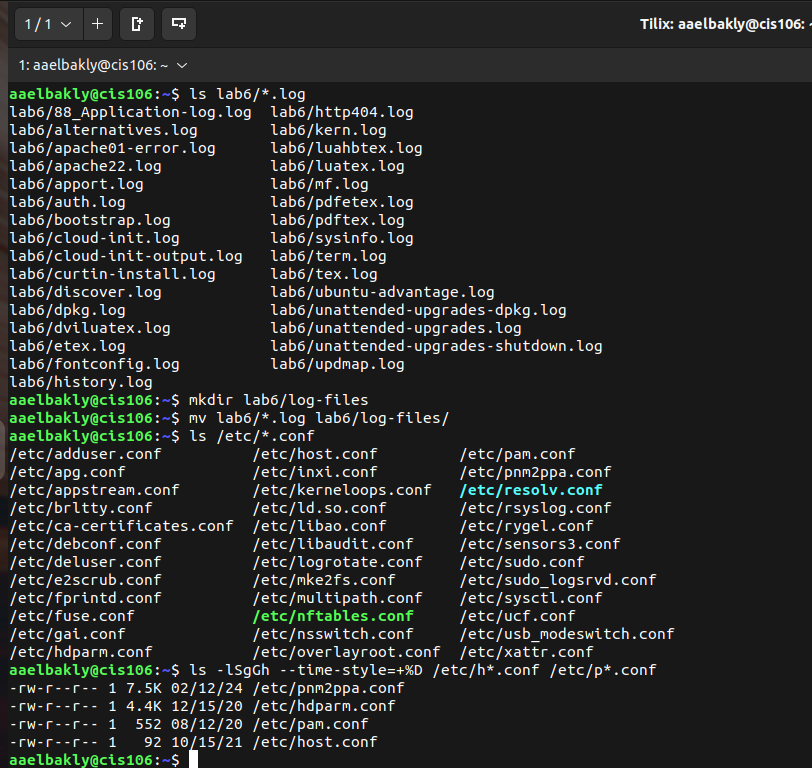 1 / 1
Tilix: aaelbakly@cis106: ~
1: aaelbakly@cis106: ~
aaelbakly@cis106:~$ ls lab6/*.log
lab6/88_Application-log.log  lab6/http404.log
lab6/alternatives.log        lab6/kern.log
lab6/apache01-error.log      lab6/luahbtex.log
lab6/apache22.log            lab6/luatex.log
lab6/apport.log              lab6/mf.log
lab6/auth.log                lab6/pdfetex.log
lab6/bootstrap.log           lab6/pdftex.log
lab6/cloud-init.log          lab6/sysinfo.log
lab6/cloud-init-output.log   lab6/term.log
lab6/curtin-install.log      lab6/tex.log
lab6/discover.log            lab6/ubuntu-advantage.log
lab6/dpkg.log                lab6/unattended-upgrades-dpkg.log
lab6/dviluatex.log           lab6/unattended-upgrades.log
lab6/etex.log                lab6/unattended-upgrades-shutdown.log
lab6/fontconfig.log          lab6/updmap.log
lab6/history.log
aaelbakly@cis106:~$ mkdir lab6/log-files
aaelbakly@cis106:~$ mv lab6/*.log lab6/log-files/
aaelbakly@cis106:~$ ls /etc/*.conf
/etc/adduser.conf          /etc/host.conf         /etc/pam.conf
/etc/apg.conf              /etc/inxi.conf         /etc/pnm2ppa.conf
/etc/appstream.conf        /etc/kerneloops.conf   /etc/resolv.conf
/etc/brltty.conf           /etc/ld.so.conf        /etc/rsyslog.conf
/etc/ca-certificates.conf  /etc/libao.conf        /etc/rygel.conf
/etc/debconf.conf          /etc/libaudit.conf     /etc/sensors3.conf
/etc/deluser.conf          /etc/logrotate.conf    /etc/sudo.conf
/etc/e2scrub.conf          /etc/mke2fs.conf       /etc/sudo_logsrvd.conf
/etc/fprintd.conf          /etc/multipath.conf    /etc/sysctl.conf
/etc/fuse.conf             /etc/nftables.conf     /etc/ucf.conf
/etc/gai.conf              /etc/nsswitch.conf     /etc/usb_modeswitch.conf
/etc/hdparm.conf           /etc/overlayroot.conf  /etc/xattr.conf
aaelbakly@cis106:~$ ls -lSgGh --time-style=+%D /etc/h*.conf /etc/p*.conf
-rw-r--r-- 1 7.5K 02/12/24 /etc/pnm2ppa.conf
-rw-r--r-- 1 4.4K 12/15/20 /etc/hdparm.conf
-rw-r--r-- 1  552 08/12/20 /etc/pam.conf
-rw-r--r-- 1   92 10/15/21 /etc/host.conf
aaelbakly@cis106:~$